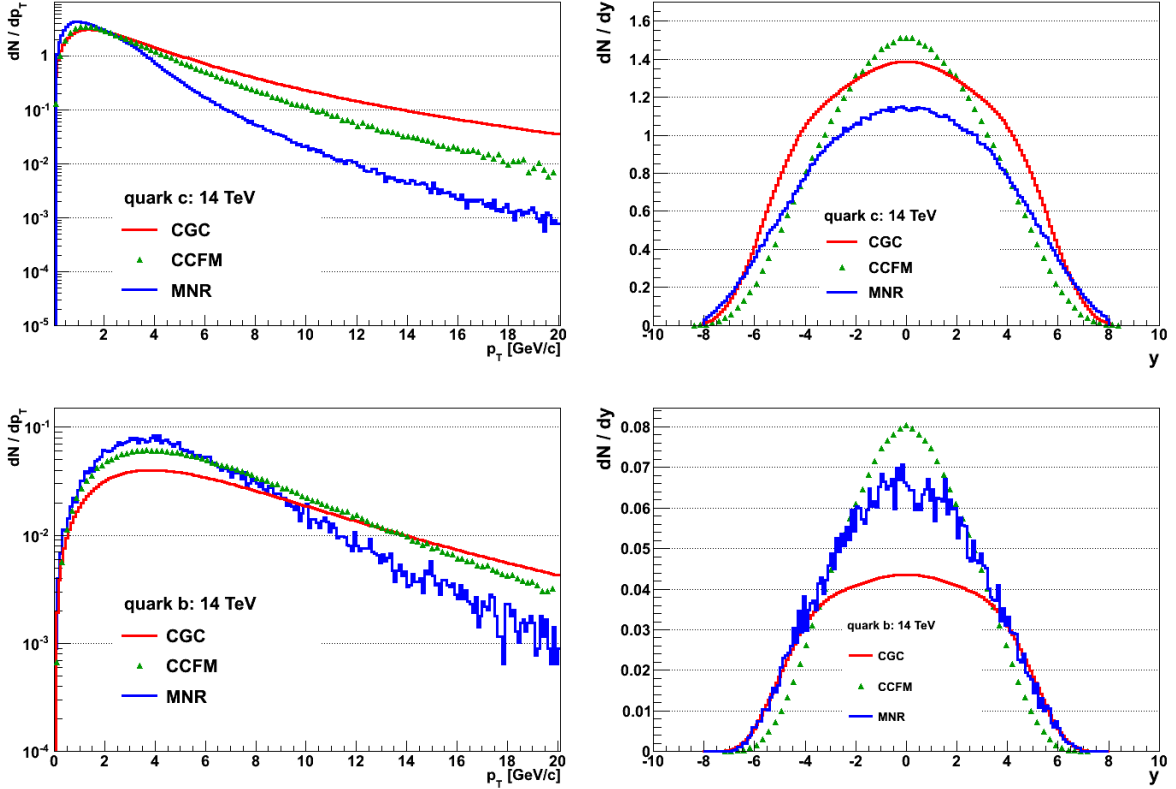 dN / dp_T
1
10^-1
10^-2
10^-3
10^-4
10^-5
quark c: 14 TeV
CGC
CCFM
MNR
0 2 4 6 8 10 12 14 16 18 20
p_T [GeV/c]
dN / dy
1.6
1.4
1.2
1
0.8
0.6
0.4
0.2
0
quark c: 14 TeV
CGC
CCFM
MNR
-10 -8 -6 -4 -2 0 2 4 6 8 10
y
dN / dp_T
10^-1
10^-2
10^-3
10^-4
quark b: 14 TeV
CGC
CCFM
MNR
0 2 4 6 8 10 12 14 16 18 20
p_T [GeV/c]
dN / dy
0.08
0.07
0.06
0.05
0.04
0.03
0.02
0.01
0
quark b: 14 TeV
CGC
CCFM
MNR
-10 -8 -6 -4 -2 0 2 4 6 8 10
y